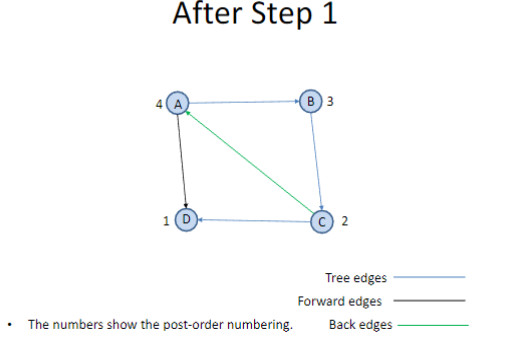 After Step 1
4 A B 3
1 D C 2
Tree edges
Forward edges
• The numbers show the post-order numbering. Back edges